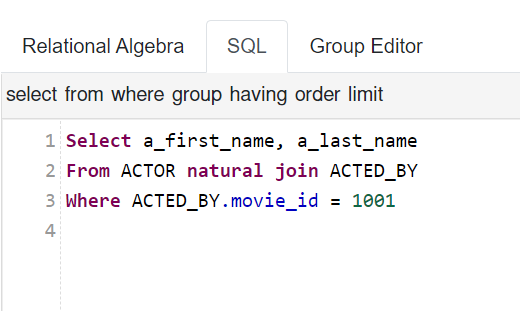 Relational Algebra SQL Group Editor
select from where group having order limit
1 Select a_first_name, a_last_name
2 From ACTOR natural join ACTED_BY
3 Where ACTED_BY.movie_id = 1001
4